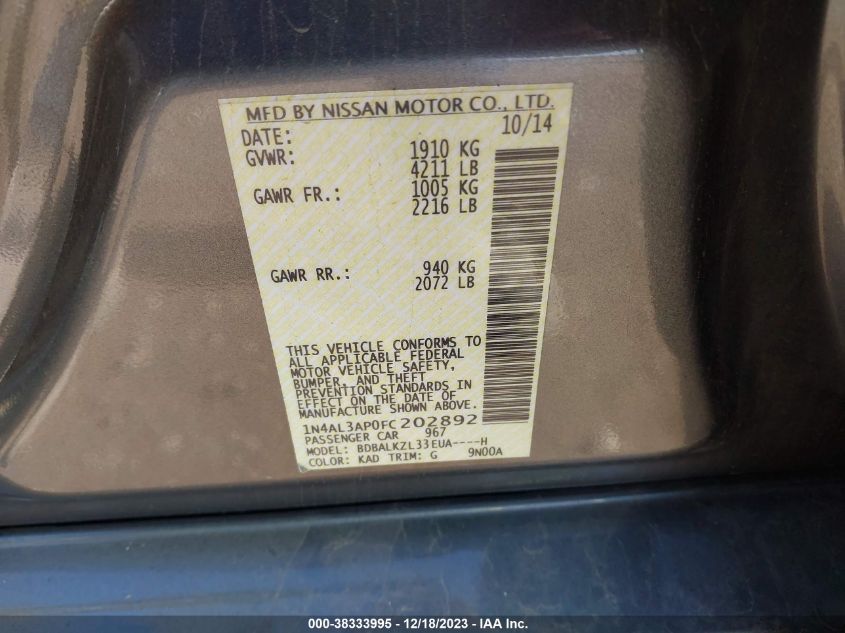 MFD BY NISSAN MOTOR CO., LTD.
DATE: 10/14
GVWR: 1910 KG
4211 LB
GAWR FR.: 1005 KG
2216 LB
GAWR RR.: 940 KG
2072 LB
THIS VEHICLE CONFORMS TO
ALL APPLICABLE FEDERAL
MOTOR VEHICLE SAFETY,
BUMPER, AND THEFT
PREVENTION STANDARDS IN
EFFECT ON THE DATE OF
MANUFACTURE SHOWN ABOVE.
1N4AL3AP0FC202892
PASSENGER CAR 967
MODEL: BDBALKZL33EUA----H
COLOR: KAD TRIM: G 9N00A
000-38333995 - 12/18/2023 - IAA Inc.